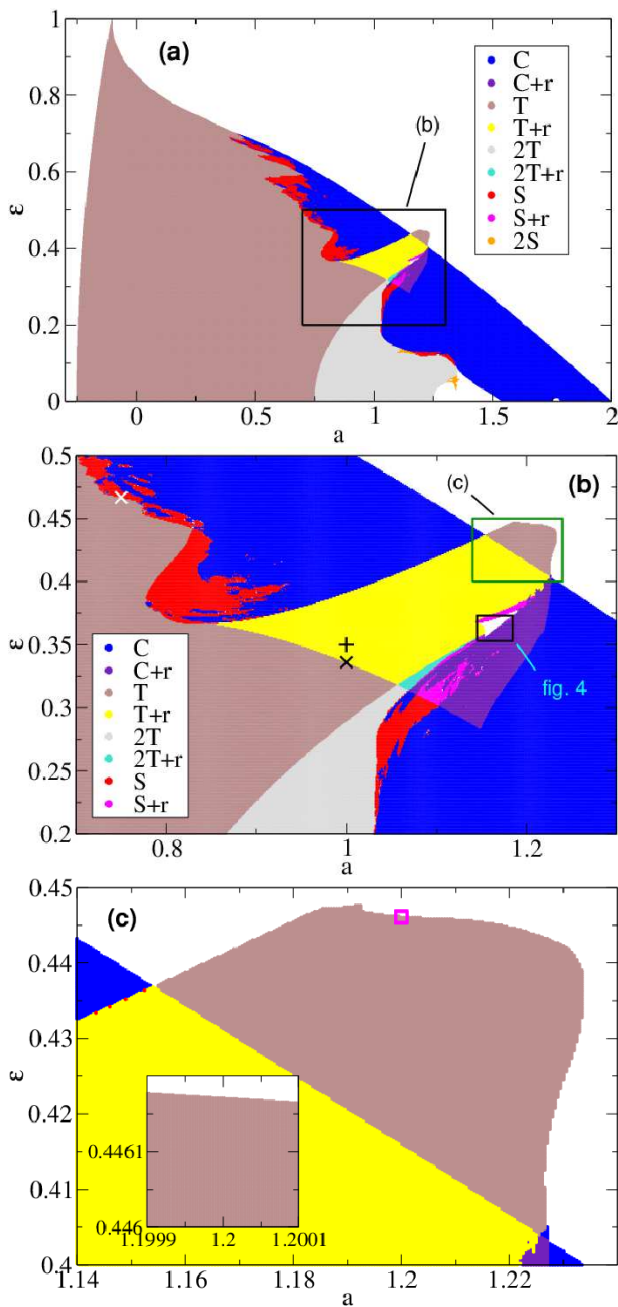 1
(a)
0.8
0.6
ε
0.4
0.2
0
(b)
C
C+r
T
T+r
2T
2T+r
S
S+r
2S
0 0.5 1 1.5 2
a
0.5
(c)
(b)
0.45
0.4
ε
0.35
0.3
0.25
0.2
fig. 4
C
C+r
T
T+r
2T
2T+r
S
S+r
0.8 1 1.2
a
0.45
(c)
0.44
0.43
ε
0.42
0.41
0.4
0.4461
0.446
1.1999 1.2 1.2001
1.14 1.16 1.18 1.2 1.22
a